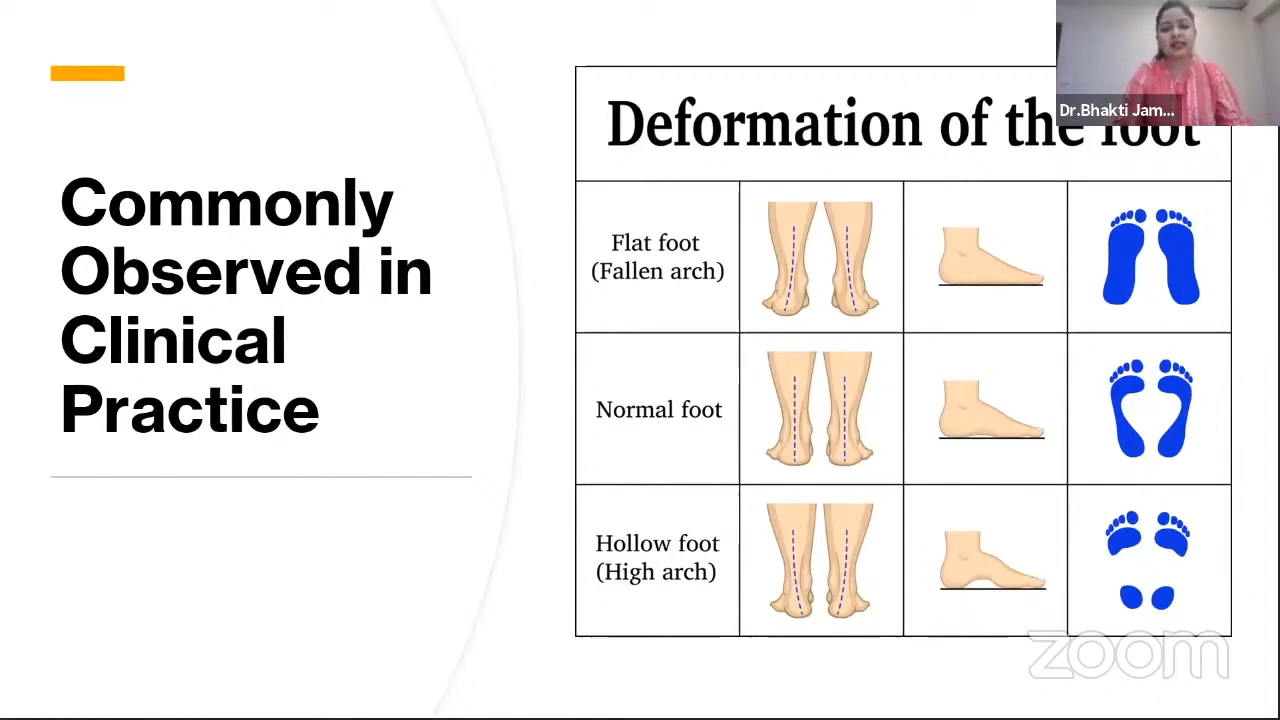 Commonly
Observed in
Clinical
Practice
Deformation of the foot
Flat foot
(Fallen arch)
Normal foot
Hollow foot
(High arch)
Dr.Bhakti Jam...
zoom